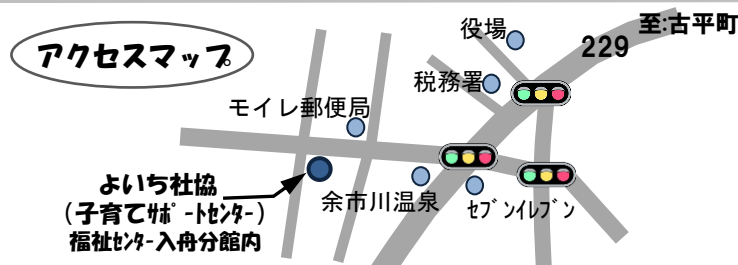 アクセスマップ
役場
229
至:古平町
税務署
モイレ郵便局
よいち社協
(子育てｻﾎﾟｰﾄｾﾝﾀｰ)
福祉ｾﾝﾀｰ入舟分館内
余市川温泉
ｾﾌﾞﾝｲﾚﾌﾞﾝ